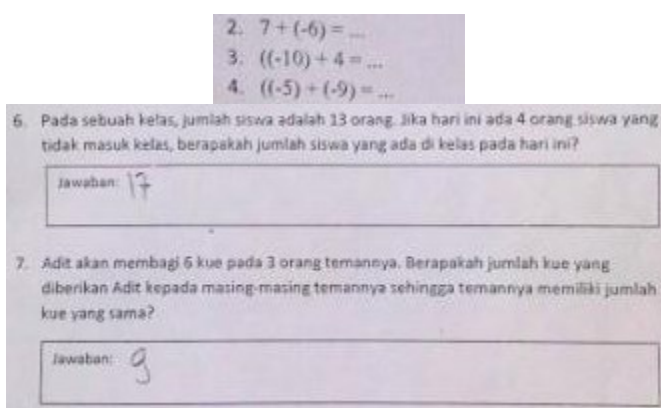 2. 7 + (-6) = ...
3. ((-10) + 4 = ...
4. ((-5) + (-9) = ...
6. Pada sebuah kelas, jumlah siswa adalah 13 orang. Jika hari ini ada 4 orang siswa yang
tidak masuk kelas, berapakah jumlah siswa yang ada di kelas pada hari ini?
Jawaban: 17
7. Adit akan membagi 6 kue pada 3 orang temannya. Berapakah jumlah kue yang
diberikan Adit kepada masing-masing temannya sehingga temannya memiliki jumlah
kue yang sama?
Jawaban: 9